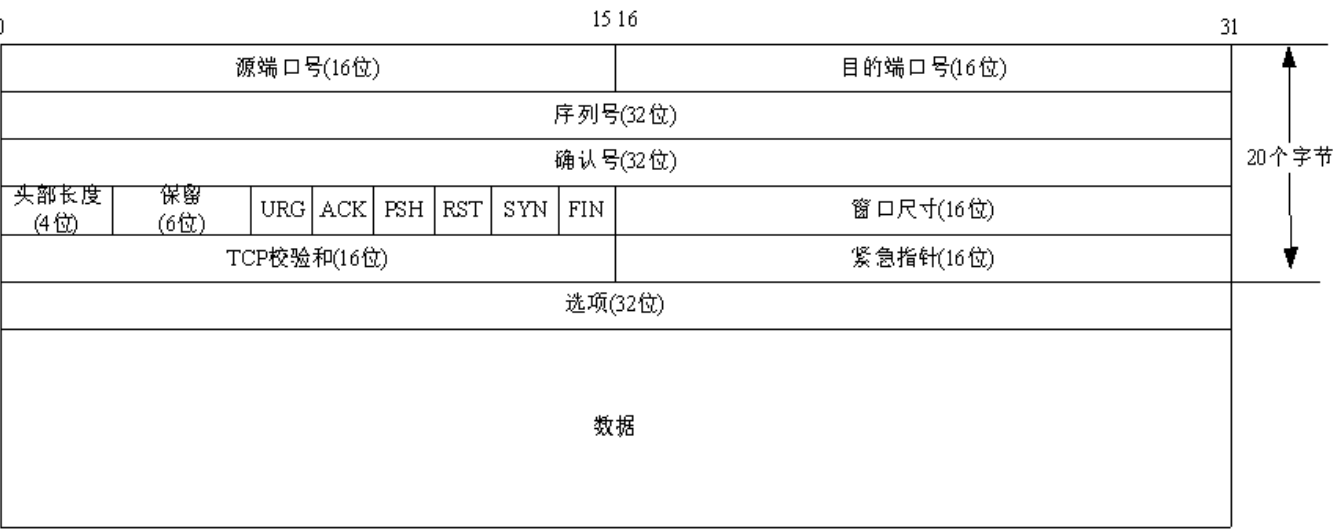 0 15 16 31
源端口号(16位) 目的端口号(16位)
序列号(32位)
确认号(32位)
20个字节
头部长度
(4位)
保留
(6位)
URG ACK PSH RST SYN FIN 窗口尺寸(16位)
TCP校验和(16位) 紧急指针(16位)
选项(32位)
数据